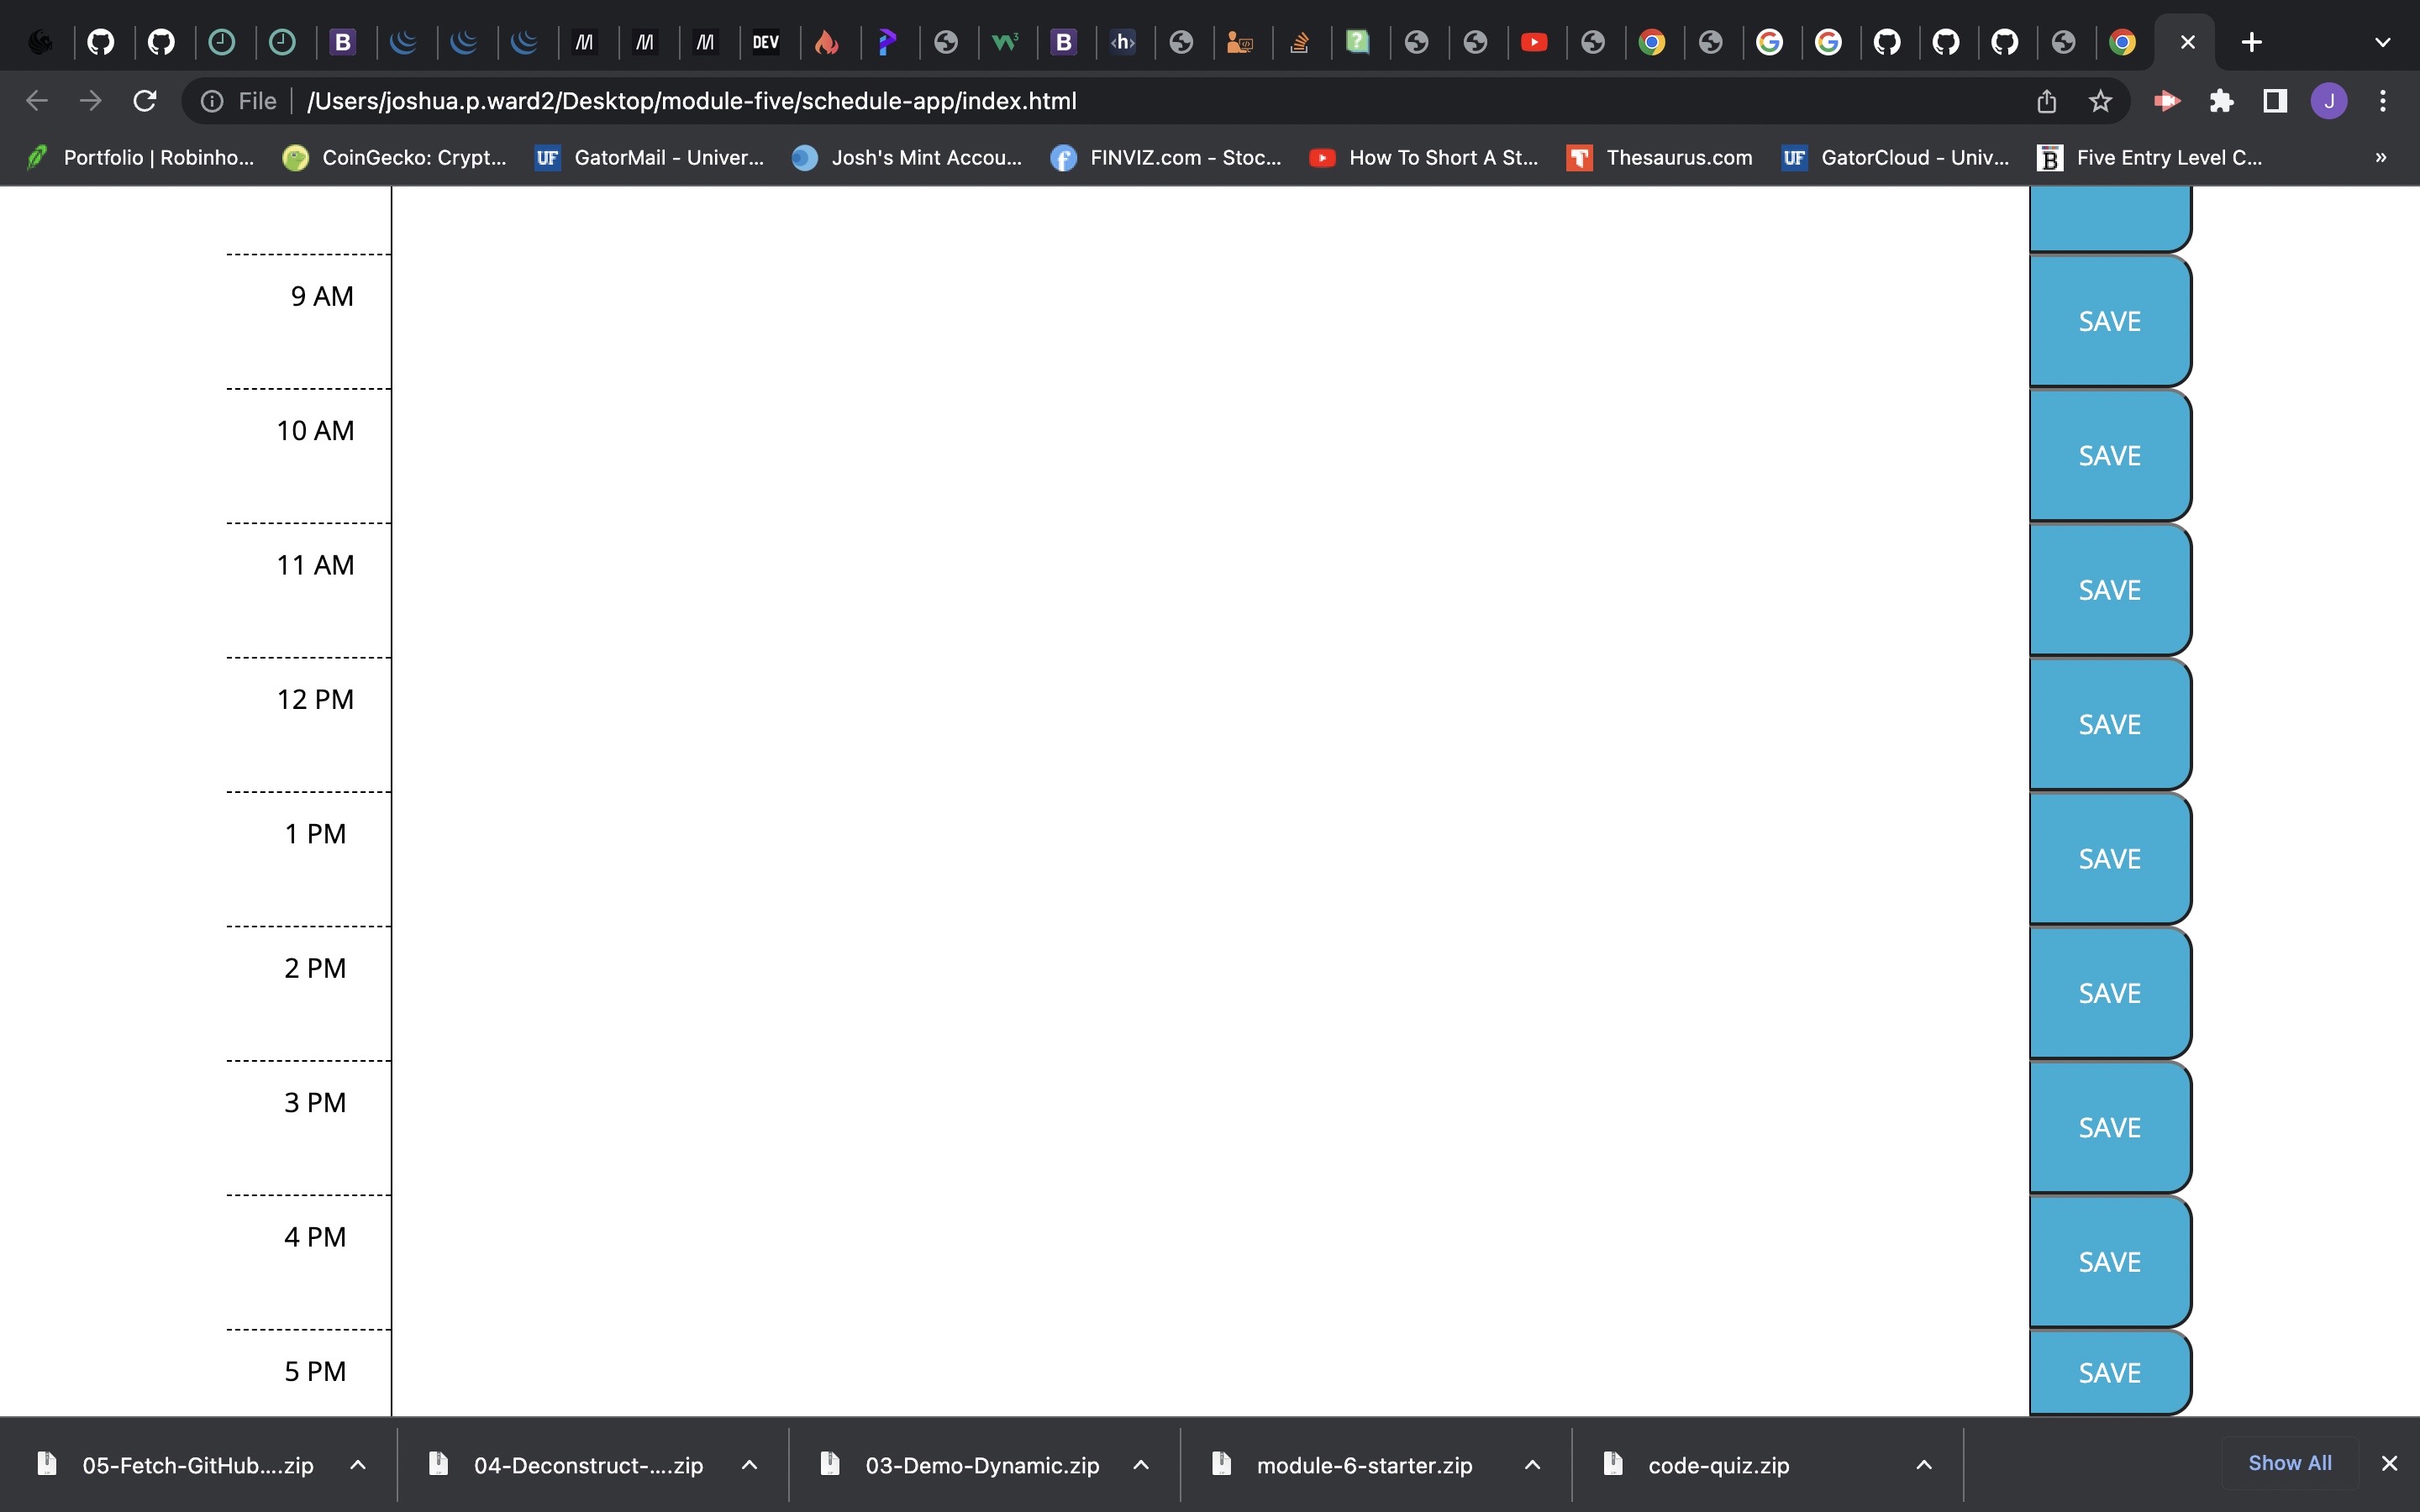 B DEV <h> B
File /Users/joshua.p.ward2/Desktop/module-five/schedule-app/index.html J
Portfolio | Robinho... CoinGecko: Crypt... UF GatorMail - Univer... Josh's Mint Accou... FINVIZ.com - Stoc... How To Short A St... Thesaurus.com UF GatorCloud - Univ... Five Entry Level C... »
9 AM
SAVE
10 AM
SAVE
11 AM
SAVE
12 PM
SAVE
1 PM
SAVE
2 PM
SAVE
3 PM
SAVE
4 PM
SAVE
5 PM
SAVE
05-Fetch-GitHub....zip 04-Deconstruct-....zip 03-Demo-Dynamic.zip module-6-starter.zip code-quiz.zip Show All